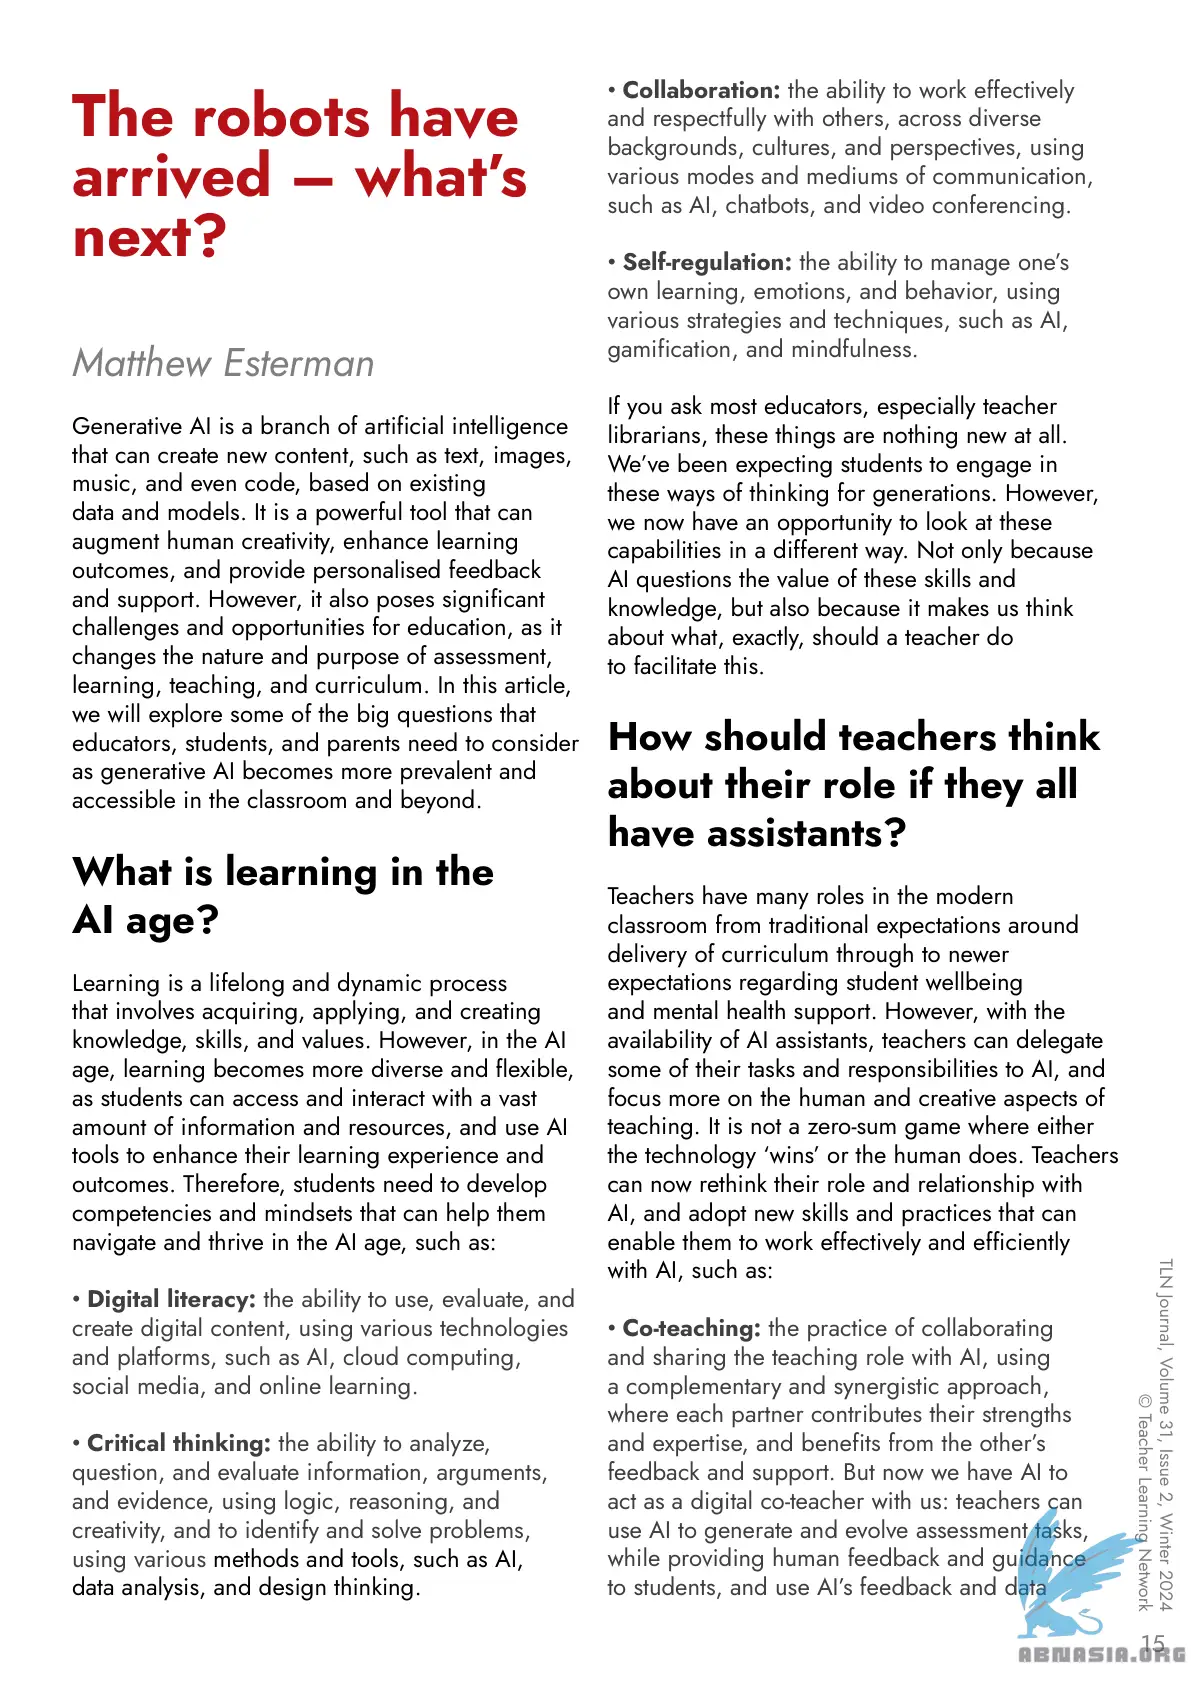 The robots have
arrived – what's
next?
Matthew Esterman
Generative AI is a branch of artificial intelligence
that can create new content, such as text, images,
music, and even code, based on existing
data and models. It is a powerful tool that can
augment human creativity, enhance learning
outcomes, and provide personalised feedback
and support. However, it also poses significant
challenges and opportunities for education, as it
changes the nature and purpose of assessment,
learning, teaching, and curriculum. In this article,
we will explore some of the big questions that
educators, students, and parents need to consider
as generative AI becomes more prevalent and
accessible in the classroom and beyond.
What is learning in the
AI age?
Learning is a lifelong and dynamic process
that involves acquiring, applying, and creating
knowledge, skills, and values. However, in the AI
age, learning becomes more diverse and flexible,
as students can access and interact with a vast
amount of information and resources, and use AI
tools to enhance their learning experience and
outcomes. Therefore, students need to develop
competencies and mindsets that can help them
navigate and thrive in the AI age, such as:
• Digital literacy: the ability to use, evaluate, and
create digital content, using various technologies
and platforms, such as AI, cloud computing,
social media, and online learning.
• Critical thinking: the ability to analyze,
question, and evaluate information, arguments,
and evidence, using logic, reasoning, and
creativity, and to identify and solve problems,
using various methods and tools, such as AI,
data analysis, and design thinking.
• Collaboration: the ability to work effectively
and respectfully with others, across diverse
backgrounds, cultures, and perspectives, using
various modes and mediums of communication,
such as AI, chatbots, and video conferencing.
• Self-regulation: the ability to manage one's
own learning, emotions, and behavior, using
various strategies and techniques, such as AI,
gamification, and mindfulness.
If you ask most educators, especially teacher
librarians, these things are nothing new at all.
We've been expecting students to engage in
these ways of thinking for generations. However,
we now have an opportunity to look at these
capabilities in a different way. Not only because
AI questions the value of these skills and
knowledge, but also because it makes us think
about what, exactly, should a teacher do
to facilitate this.
How should teachers think
about their role if they all
have assistants?
Teachers have many roles in the modern
classroom from traditional expectations around
delivery of curriculum through to newer
expectations regarding student wellbeing
and mental health support. However, with the
availability of AI assistants, teachers can delegate
some of their tasks and responsibilities to AI, and
focus more on the human and creative aspects of
teaching. It is not a zero-sum game where either
the technology 'wins' or the human does. Teachers
can now rethink their role and relationship with
AI, and adopt new skills and practices that can
enable them to work effectively and efficiently
with AI, such as:
• Co-teaching: the practice of collaborating
and sharing the teaching role with AI, using
a complementary and synergistic approach,
where each partner contributes their strengths
and expertise, and benefits from the other's
feedback and support. But now we have AI to
act as a digital co-teacher with us: teachers can
use AI to generate and evolve assessment tasks,
while providing human feedback and guidance
to students, and use AI's feedback and data
TLN Journal, Volume 31, Issue 2, Winter 2024
© Teacher Learning Network
15
ABNASIA.ORG